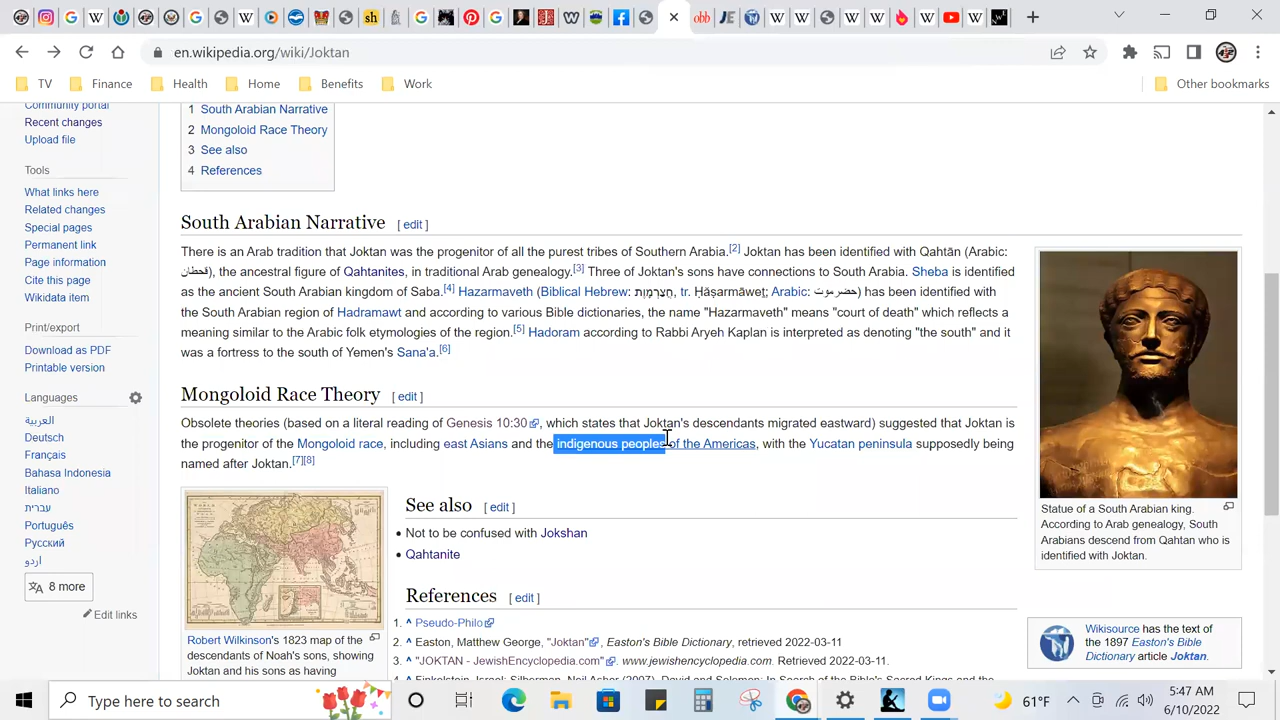 en.wikipedia.org/wiki/Joktan
TV
Finance
Health
Home
Benefits
Work
Other bookmarks
Community portal
Recent changes
Upload file
Tools
What links here
Related changes
Special pages
Permanent link
Page information
Cite this page
Wikidata item
Print/export
Download as PDF
Printable version
Languages
العربية
Deutsch
Français
Bahasa Indonesia
Italiano
עברית
Português
Русский
اردو
8 more
Edit links
1 South Arabian Narrative
2 Mongoloid Race Theory
3 See also
4 References
South Arabian Narrative [ edit ]
There is an Arab tradition that Joktan was the progenitor of all the purest tribes of Southern Arabia.[2] Joktan has been identified with Qahtān (Arabic:
قحطان), the ancestral figure of Qahtanites, in traditional Arab genealogy.[3] Three of Joktan's sons have connections to South Arabia. Sheba is identified
as the ancient South Arabian kingdom of Saba.[4] Hazarmaveth (Biblical Hebrew: חֲצַרְמָוֶת, tr. Ḥăṣarmāweṯ; Arabic: حضرموت) has been identified with
the South Arabian region of Hadramawt and according to various Bible dictionaries, the name "Hazarmaveth" means "court of death" which reflects a
meaning similar to the Arabic folk etymologies of the region.[5] Hadoram according to Rabbi Aryeh Kaplan is interpreted as denoting "the south" and it
was a fortress to the south of Yemen's Sana'a.[6]
Mongoloid Race Theory [ edit ]
Obsolete theories (based on a literal reading of Genesis 10:30, which states that Joktan's descendants migrated eastward) suggested that Joktan is
the progenitor of the Mongoloid race, including east Asians and the indigenous peoples of the Americas, with the Yucatan peninsula supposedly being
named after Joktan.[7][8]
Robert Wilkinson's 1823 map of the
descendants of Noah's sons, showing
Joktan and his sons as having
See also [ edit ]
• Not to be confused with Jokshan
• Qahtanite
References [ edit ]
1. ^ Pseudo-Philo
2. ^ Easton, Matthew George, "Joktan", Easton's Bible Dictionary, retrieved 2022-03-11
3. ^ "JOKTAN - JewishEncyclopedia.com". www.jewishencyclopedia.com. Retrieved 2022-03-11.
Statue of a South Arabian king.
According to Arab genealogy, South
Arabians descend from Qahtan who is
identified with Joktan.
Wikisource has the text of
the 1897 Easton's Bible
Dictionary article Joktan.
Type here to search
61°F
5:47 AM
6/10/2022